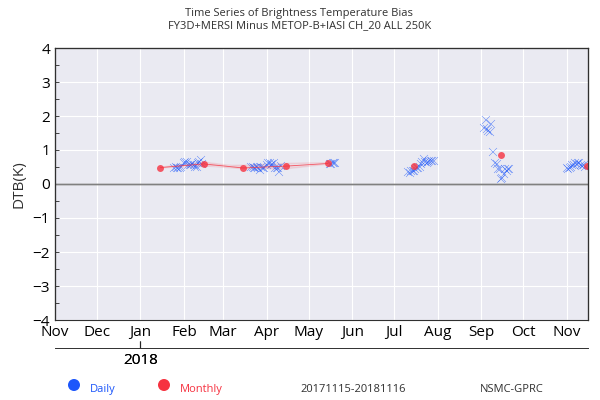 Time Series of Brightness Temperature Bias
FY3D+MERSI Minus METOP-B+IASI CH_20 ALL 250K
4
3
2
1
0
−1
−2
−3
−4
DTB(K)
Nov Dec Jan Feb Mar Apr May Jun Jul Aug Sep Oct Nov
2018
Daily Monthly 20171115-20181116 NSMC-GPRC